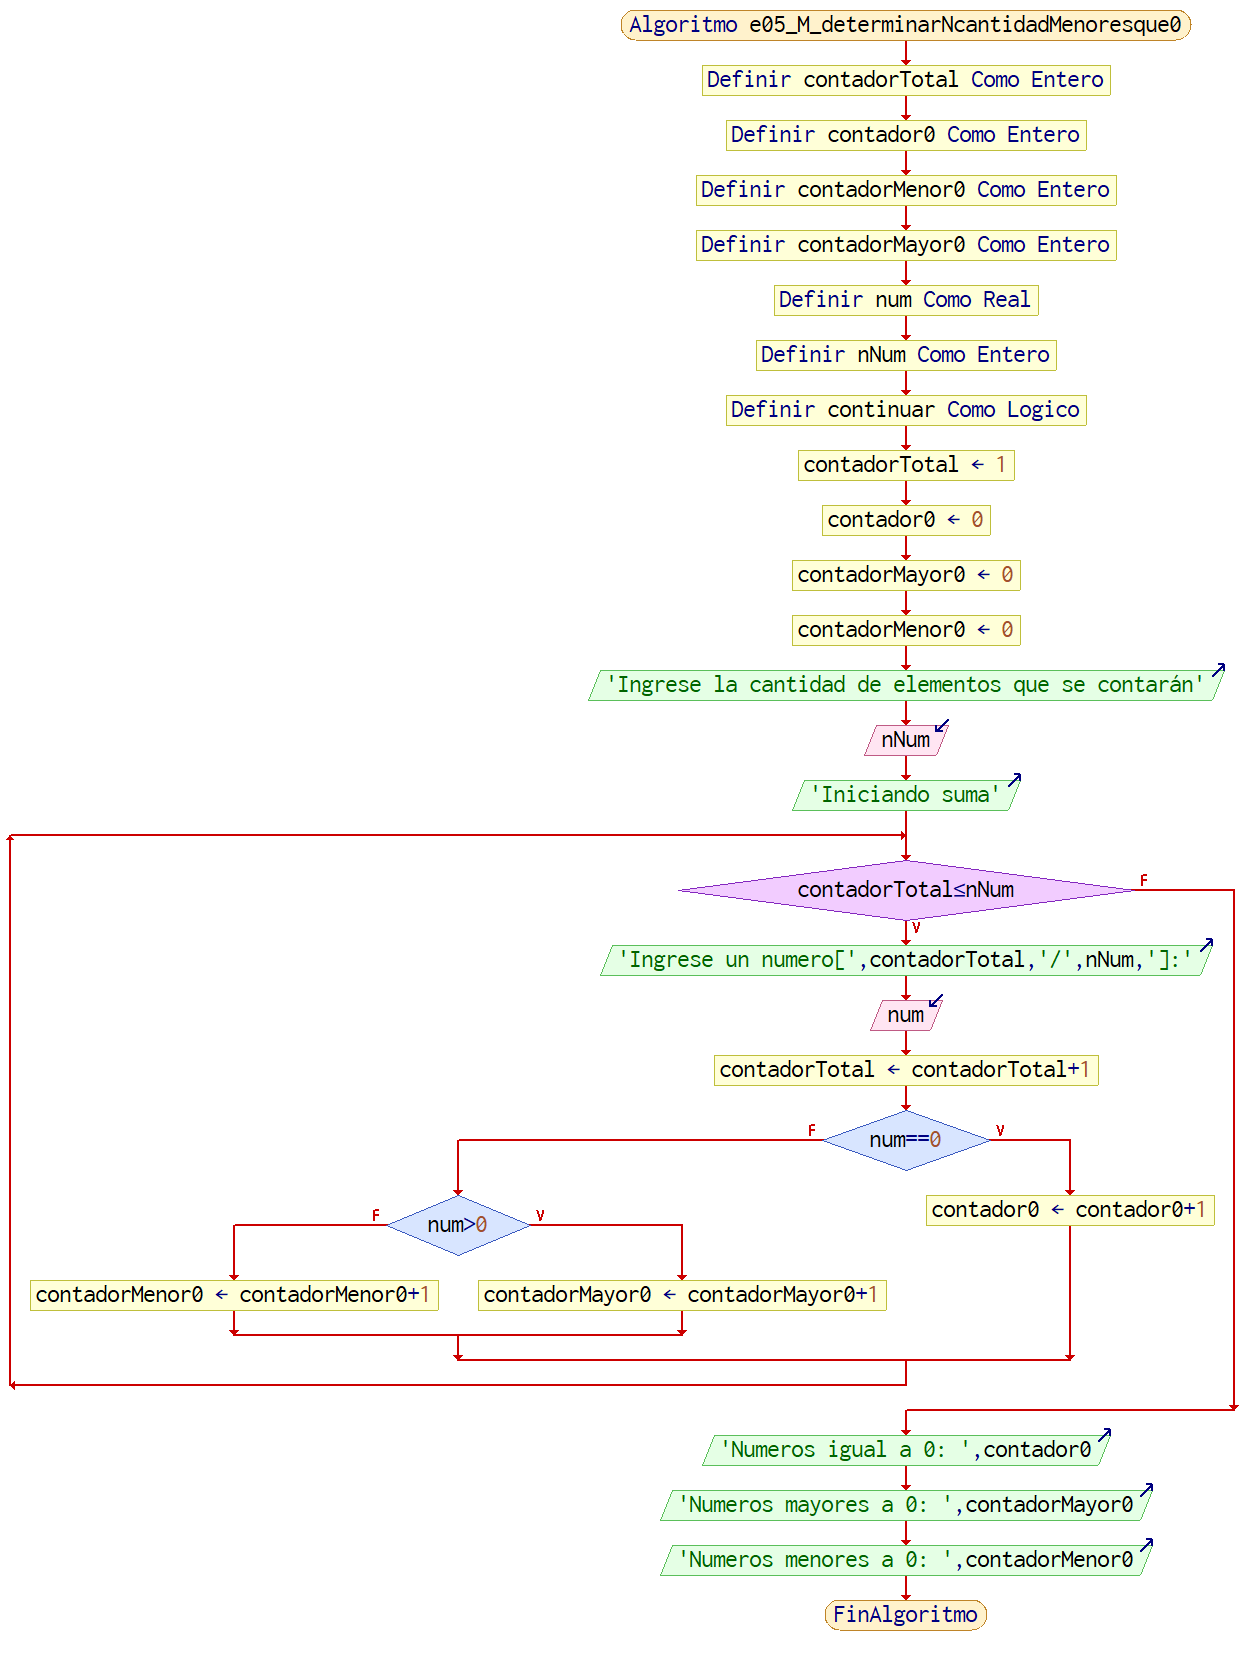 Algoritmo e05_M_determinarNcantidadMenoresque0
Definir contadorTotal Como Entero
Definir contador0 Como Entero
Definir contadorMenor0 Como Entero
Definir contadorMayor0 Como Entero
Definir num Como Real
Definir nNum Como Entero
Definir continuar Como Logico
contadorTotal ← 1
contador0 ← 0
contadorMayor0 ← 0
contadorMenor0 ← 0
'Ingrese la cantidad de elementos que se contarán'
nNum
'Iniciando suma'
contadorTotal≤nNum
F
V
'Ingrese un numero[',contadorTotal,'/',nNum,']:'
num
contadorTotal ← contadorTotal+1
F
num==0
V
F
num>0
V
contador0 ← contador0+1
contadorMenor0 ← contadorMenor0+1
contadorMayor0 ← contadorMayor0+1
'Numeros igual a 0: ',contador0
'Numeros mayores a 0: ',contadorMayor0
'Numeros menores a 0: ',contadorMenor0
FinAlgoritmo